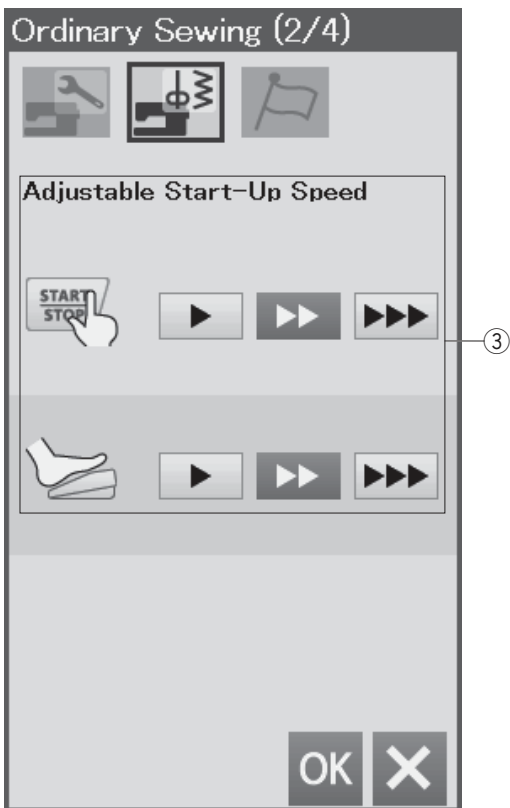 Ordinary Sewing (2/4)
Adjustable Start-Up Speed
START
STOP
③
OK